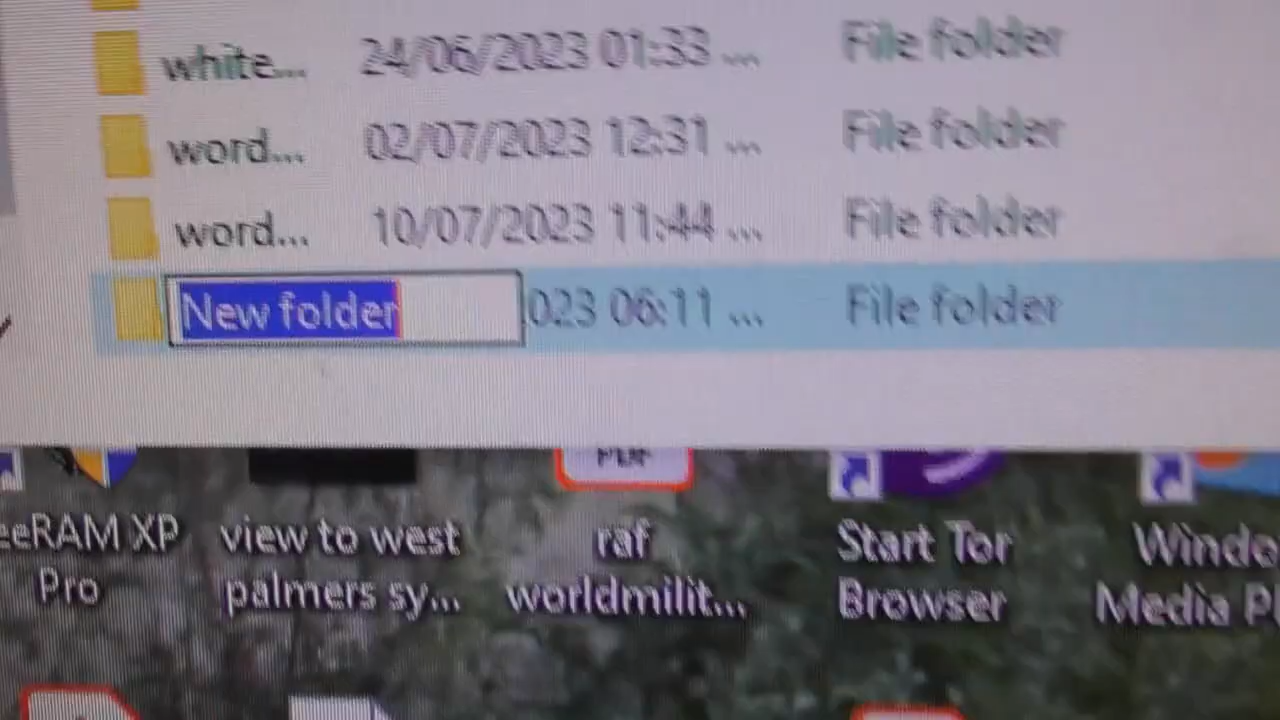 white... 24/06/2023 01:33 ... File folder
word... 02/07/2023 12:31 ... File folder
word... 10/07/2023 11:44 ... File folder
New folder 023 06:11 ... File folder
PDF
eeRAM XP
Pro
view to west
palmers sy...
raf
worldmilit...
Start Tor
Browser
Windo
Media P